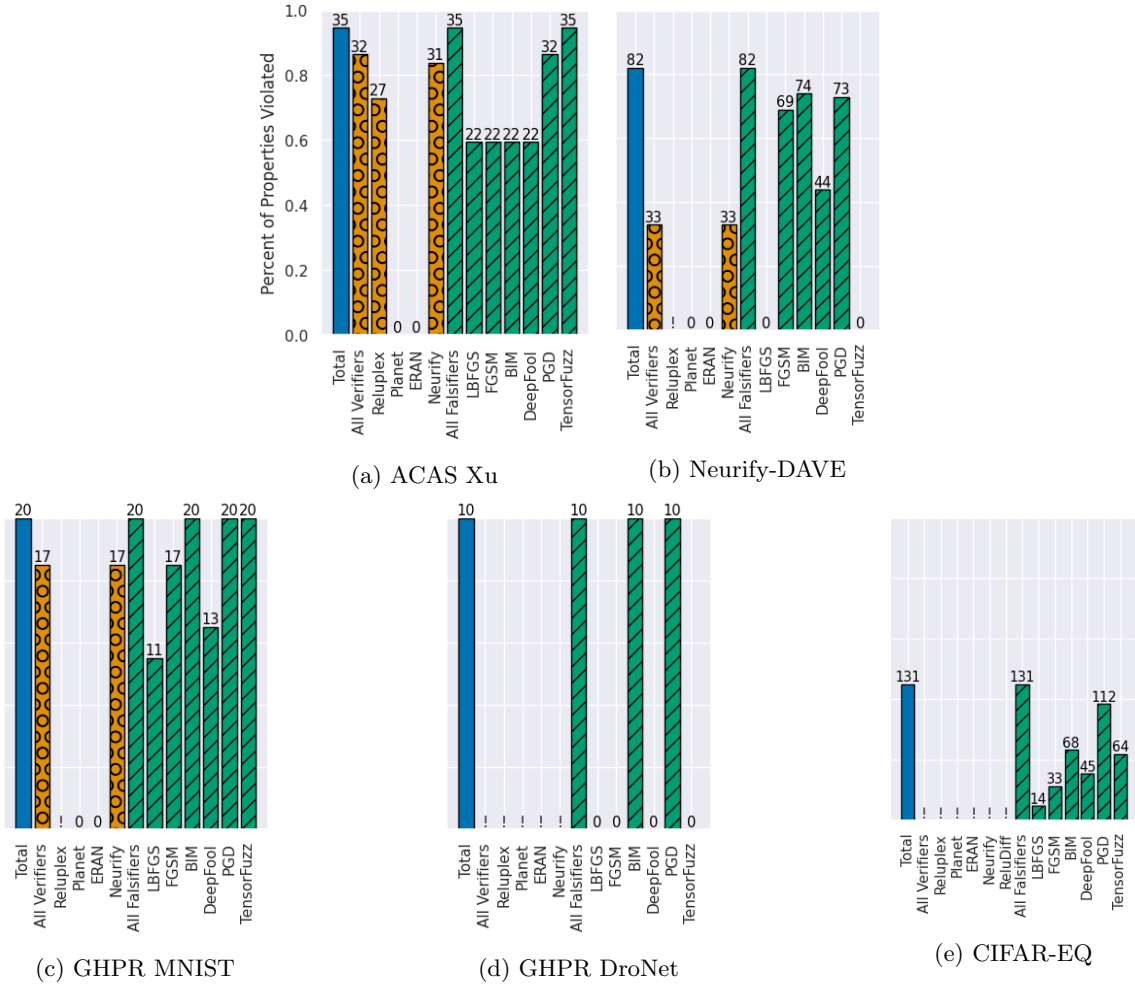 1.0
0.8
0.6
0.4
0.2
0.0
Percent of Properties Violated
35
32
27
0
0
31
35
22
22
22
22
32
35
Total
All Verifiers
Reluplex
Planet
ERAN
Neurify
All Falsifiers
LBFGS
FGSM
BIM
DeepFool
PGD
TensorFuzz
(a) ACAS Xu
82
33
!
0
0
33
82
0
69
74
44
73
0
Total
All Verifiers
Reluplex
Planet
ERAN
Neurify
All Falsifiers
LBFGS
FGSM
BIM
DeepFool
PGD
TensorFuzz
(b) Neurify-DAVE
20
17
!
0
0
17
20
11
17
20
13
20
20
Total
All Verifiers
Reluplex
Planet
ERAN
Neurify
All Falsifiers
LBFGS
FGSM
BIM
DeepFool
PGD
TensorFuzz
(c) GHPR MNIST
10
!
!
!
!
!
10
0
0
10
0
10
0
Total
All Verifiers
Reluplex
Planet
ERAN
Neurify
All Falsifiers
LBFGS
FGSM
BIM
DeepFool
PGD
TensorFuzz
(d) GHPR DroNet
131
!
!
!
!
!
!
131
14
33
68
45
112
64
Total
All Verifiers
Reluplex
Planet
ERAN
Neurify
ReluDiff
All Falsifiers
LBFGS
FGSM
BIM
DeepFool
PGD
TensorFuzz
(e) CIFAR-EQ